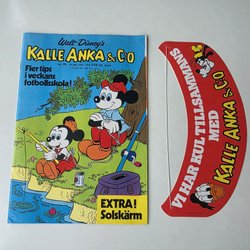 Walt Disney's
KALLE ANKA & C:O
Fler tips
i veckans
fotbollsskola!
EXTRA!
Solskärm
VI HAR KUL TILLSAMMANS
MED
KALLE ANKA & C:O